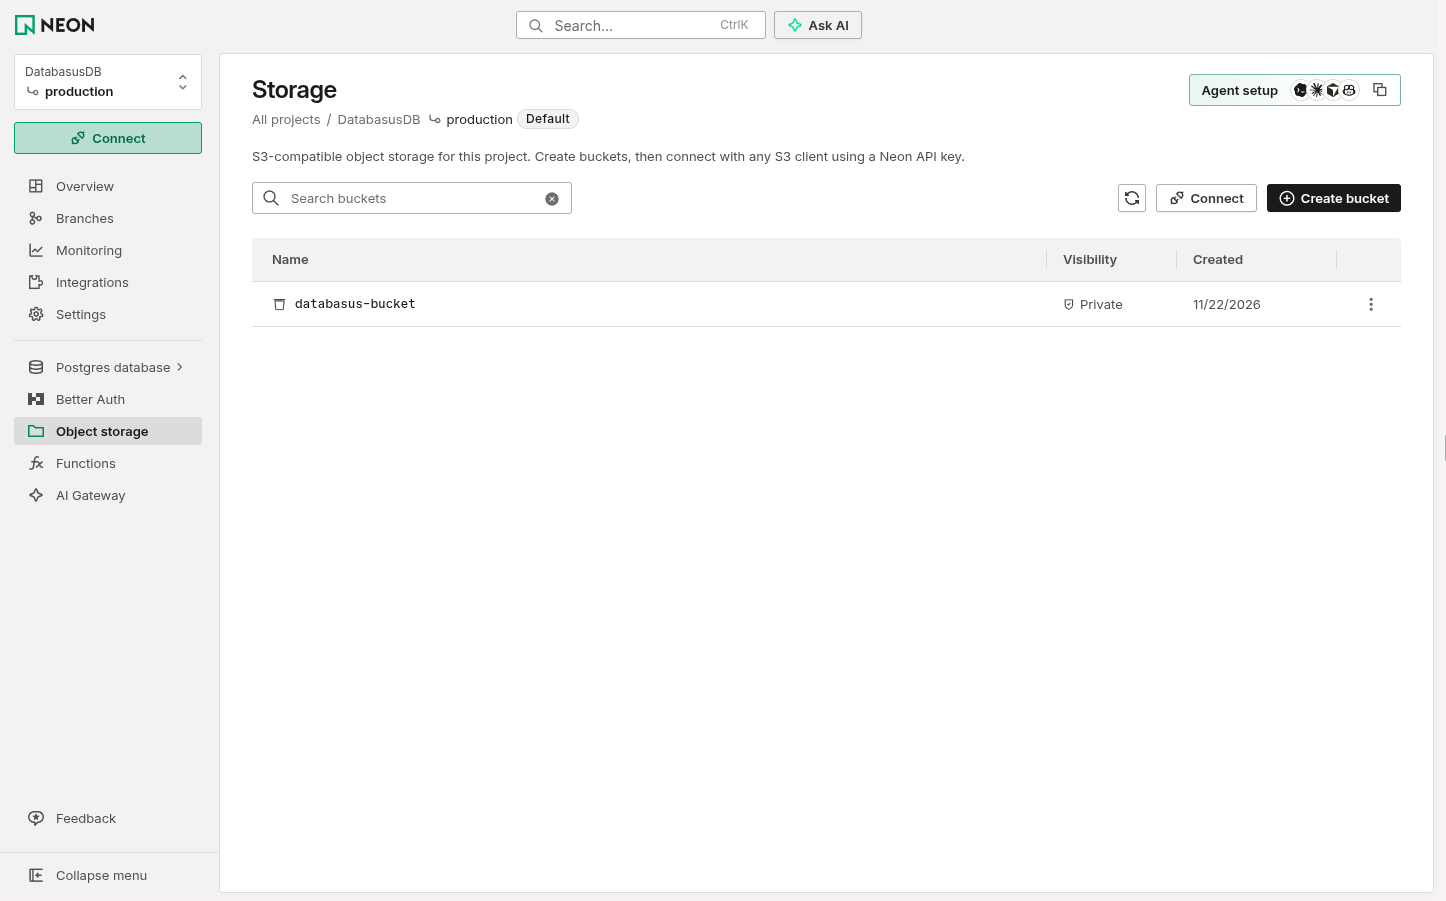 NEON
Search...
CtrlK
Ask AI
DatabasusDB
production
Connect
Overview
Branches
Monitoring
Integrations
Settings
Postgres database
Better Auth
Object storage
Functions
AI Gateway
Feedback
Collapse menu
Storage
Agent setup
All projects / DatabasusDB production Default
S3-compatible object storage for this project. Create buckets, then connect with any S3 client using a Neon API key.
Search buckets
Connect
Create bucket
Name Visibility Created
databasus-bucket Private 11/22/2026